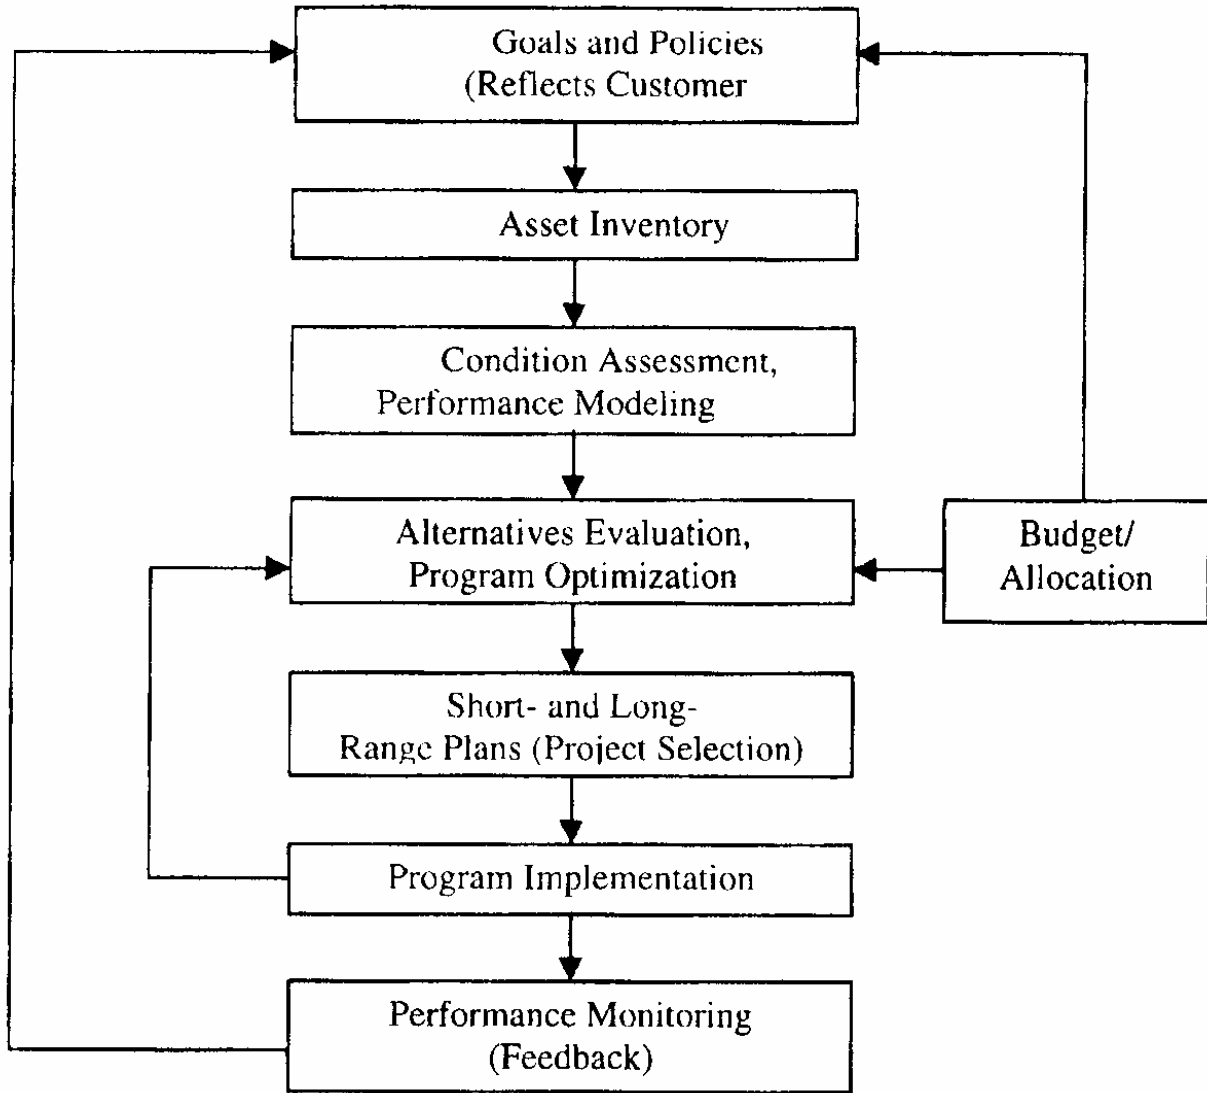 Goals and Policies
(Reflects Customer
Asset Inventory
Condition Assessment,
Performance Modeling
Alternatives Evaluation,
Program Optimization
Budget/
Allocation
Short- and Long-
Range Plans (Project Selection)
Program Implementation
Performance Monitoring
(Feedback)